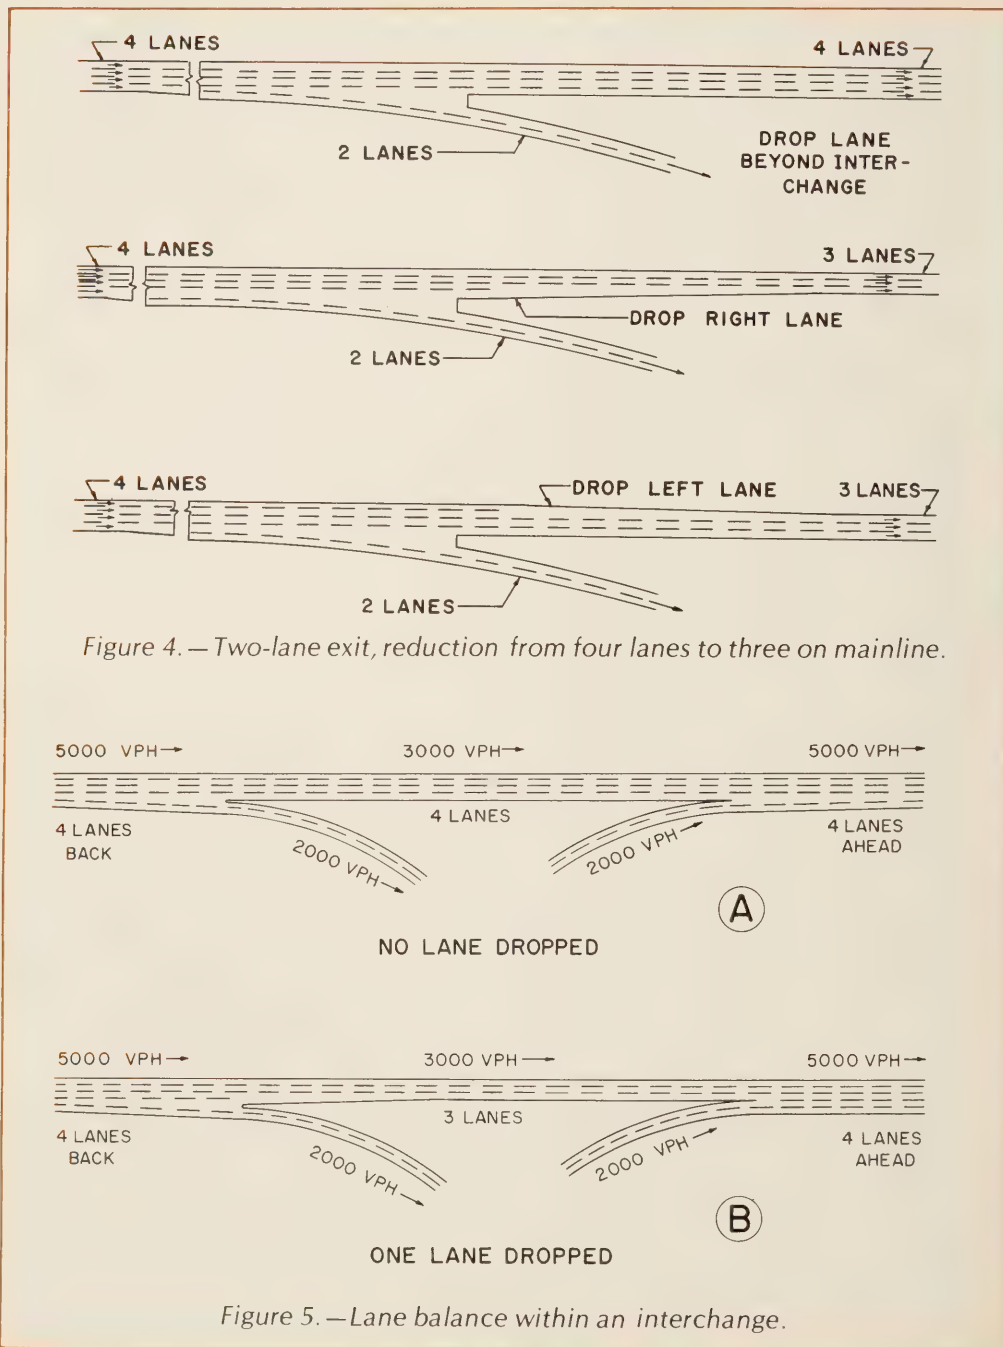 4 LANES
4 LANES
2 LANES
DROP LANE
BEYOND INTER-
CHANGE
4 LANES
3 LANES
DROP RIGHT LANE
2 LANES
4 LANES
DROP LEFT LANE
3 LANES
2 LANES
Figure 4.—Two-lane exit, reduction from four lanes to three on mainline.
5000 VPH
3000 VPH
5000 VPH
4 LANES
BACK
4 LANES
4 LANES
AHEAD
2000 VPH
2000 VPH
A
NO LANE DROPPED
5000 VPH
3000 VPH
5000 VPH
4 LANES
BACK
3 LANES
4 LANES
AHEAD
2000 VPH
2000 VPH
B
ONE LANE DROPPED
Figure 5.—Lane balance within an interchange.